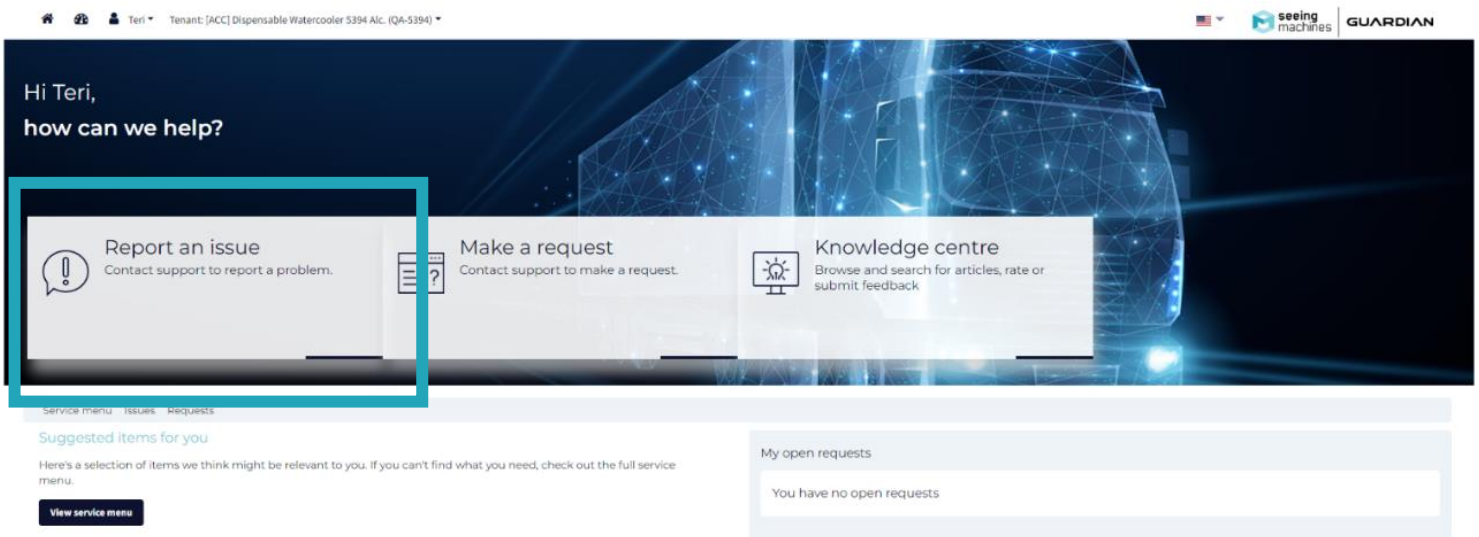 Teri
Tenant: [ACC] Dispensable Watercooler 5394 Alc. (QA-5394)
seeing
machines
GUARDIAN
Hi Teri,
how can we help?
Report an issue
Contact support to report a problem.
Make a request
Contact support to make a request.
Knowledge centre
Browse and search for articles, rate or
submit feedback
Service menu Issues Requests
Suggested items for you
Here's a selection of items we think might be relevant to you. If you can't find what you need, check out the full service
menu.
View service menu
My open requests
You have no open requests